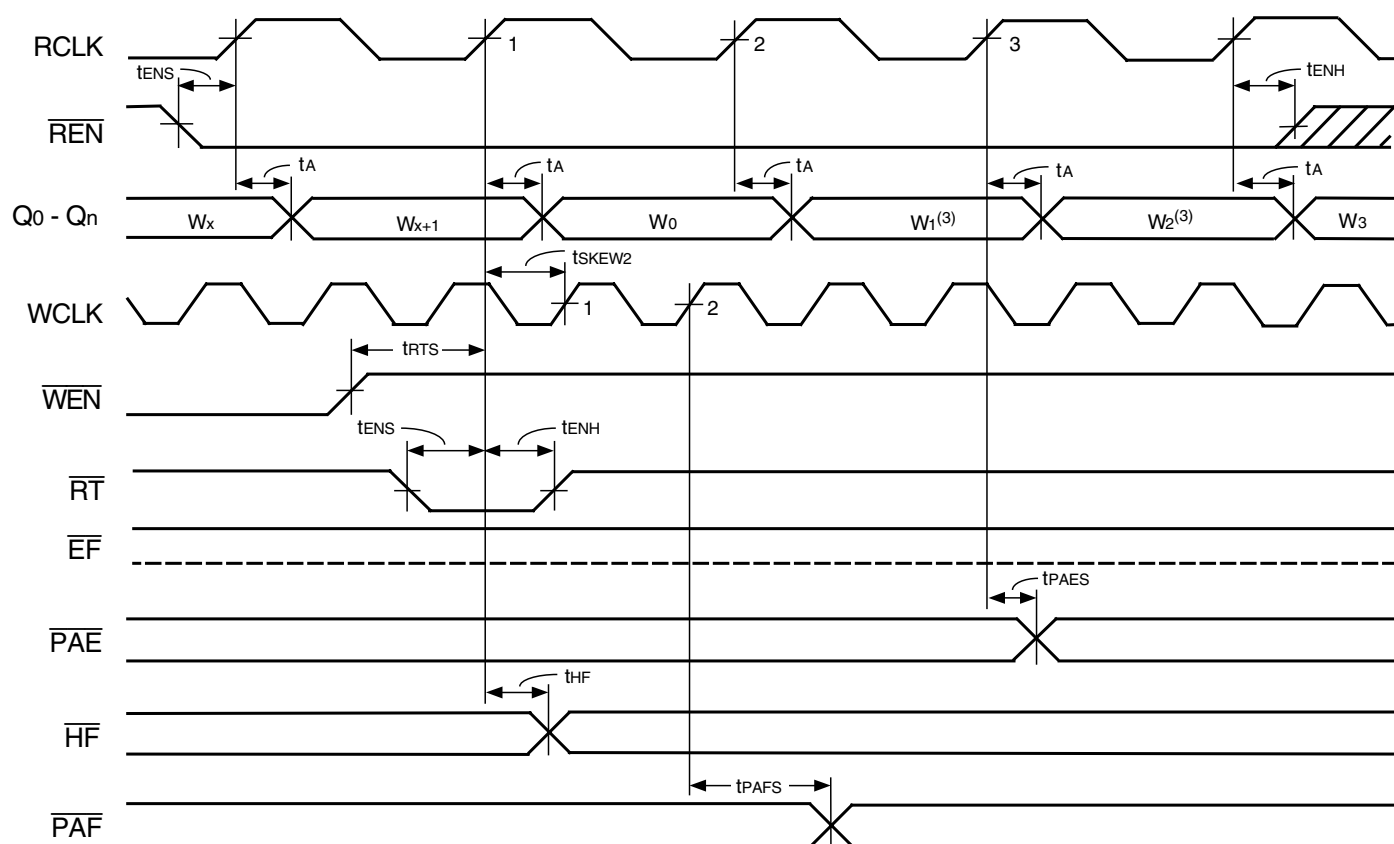 RCLK 1 2 3
tENS tENH
REN
tA tA tA tA tA
Q0 - Qn Wx Wx+1 W0 W1(3) W2(3) W3
tSKEW2
WCLK 1 2
tRTS
WEN
tENS tENH
RT
EF
tPAES
PAE
tHF
HF
tPAFS
PAF